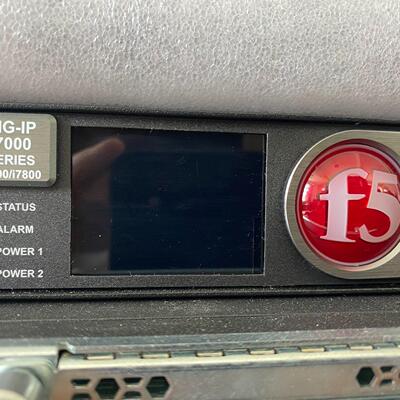 IG-IP
7000
ERIES
00/i7800
STATUS
ALARM
POWER 1
POWER 2
f5